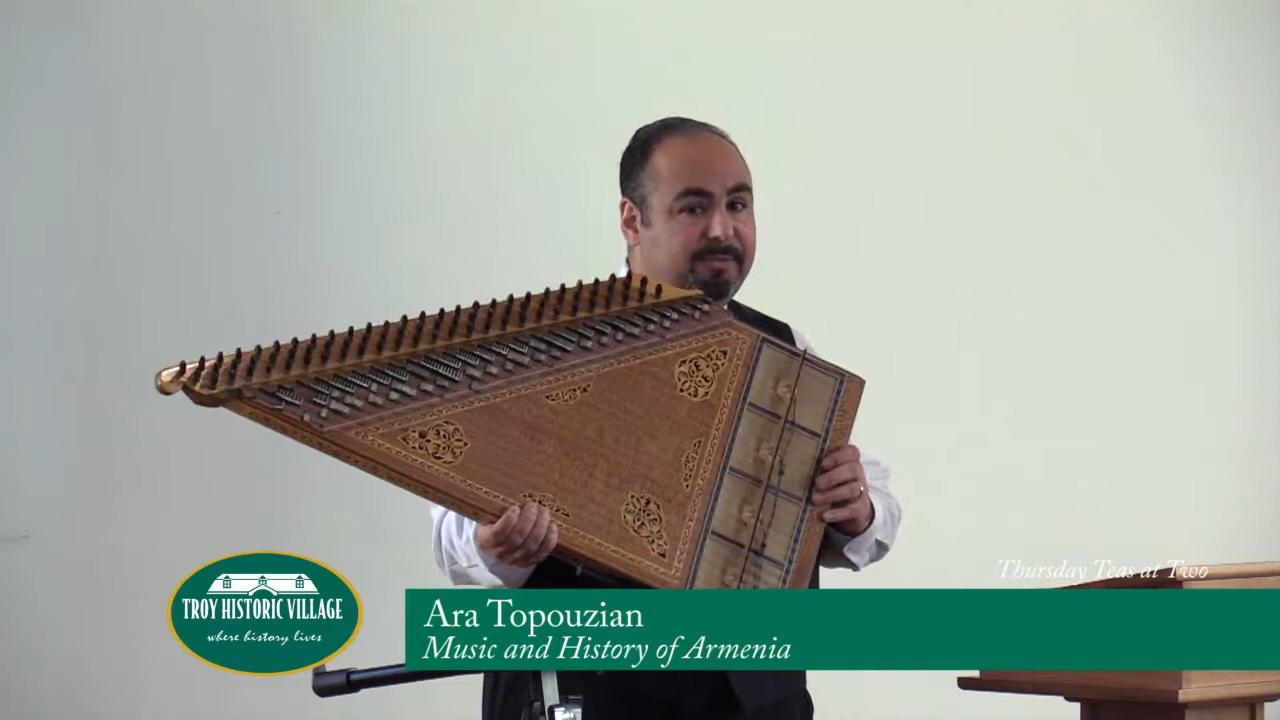 Thursday Teas at Two
TROY HISTORIC VILLAGE
where history lives
Ara Topouzian
Music and History of Armenia